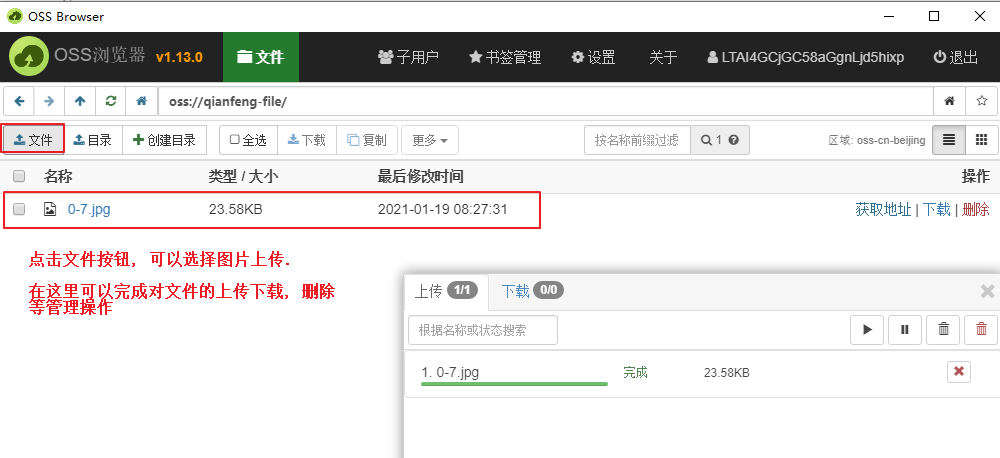 OSS Browser
OSS浏览器 v1.13.0 文件 子用户 书签管理 设置 关于 LTAI4GCjGC58aGgnLjd5hixp 退出
oss://qianfeng-file/
文件 目录 创建目录 全选 下载 复制 更多 按名称前缀过滤 1 区域: oss-cn-beijing
名称 类型 / 大小 最后修改时间 操作
0-7.jpg 23.58KB 2021-01-19 08:27:31 获取地址 | 下载 | 删除
点击文件按钮, 可以选择图片上传.
在这里可以完成对文件的上传下载, 删除
等管理操作
上传 1/1 下载 0/0
根据名称或状态搜索
1. 0-7.jpg 完成 23.58KB